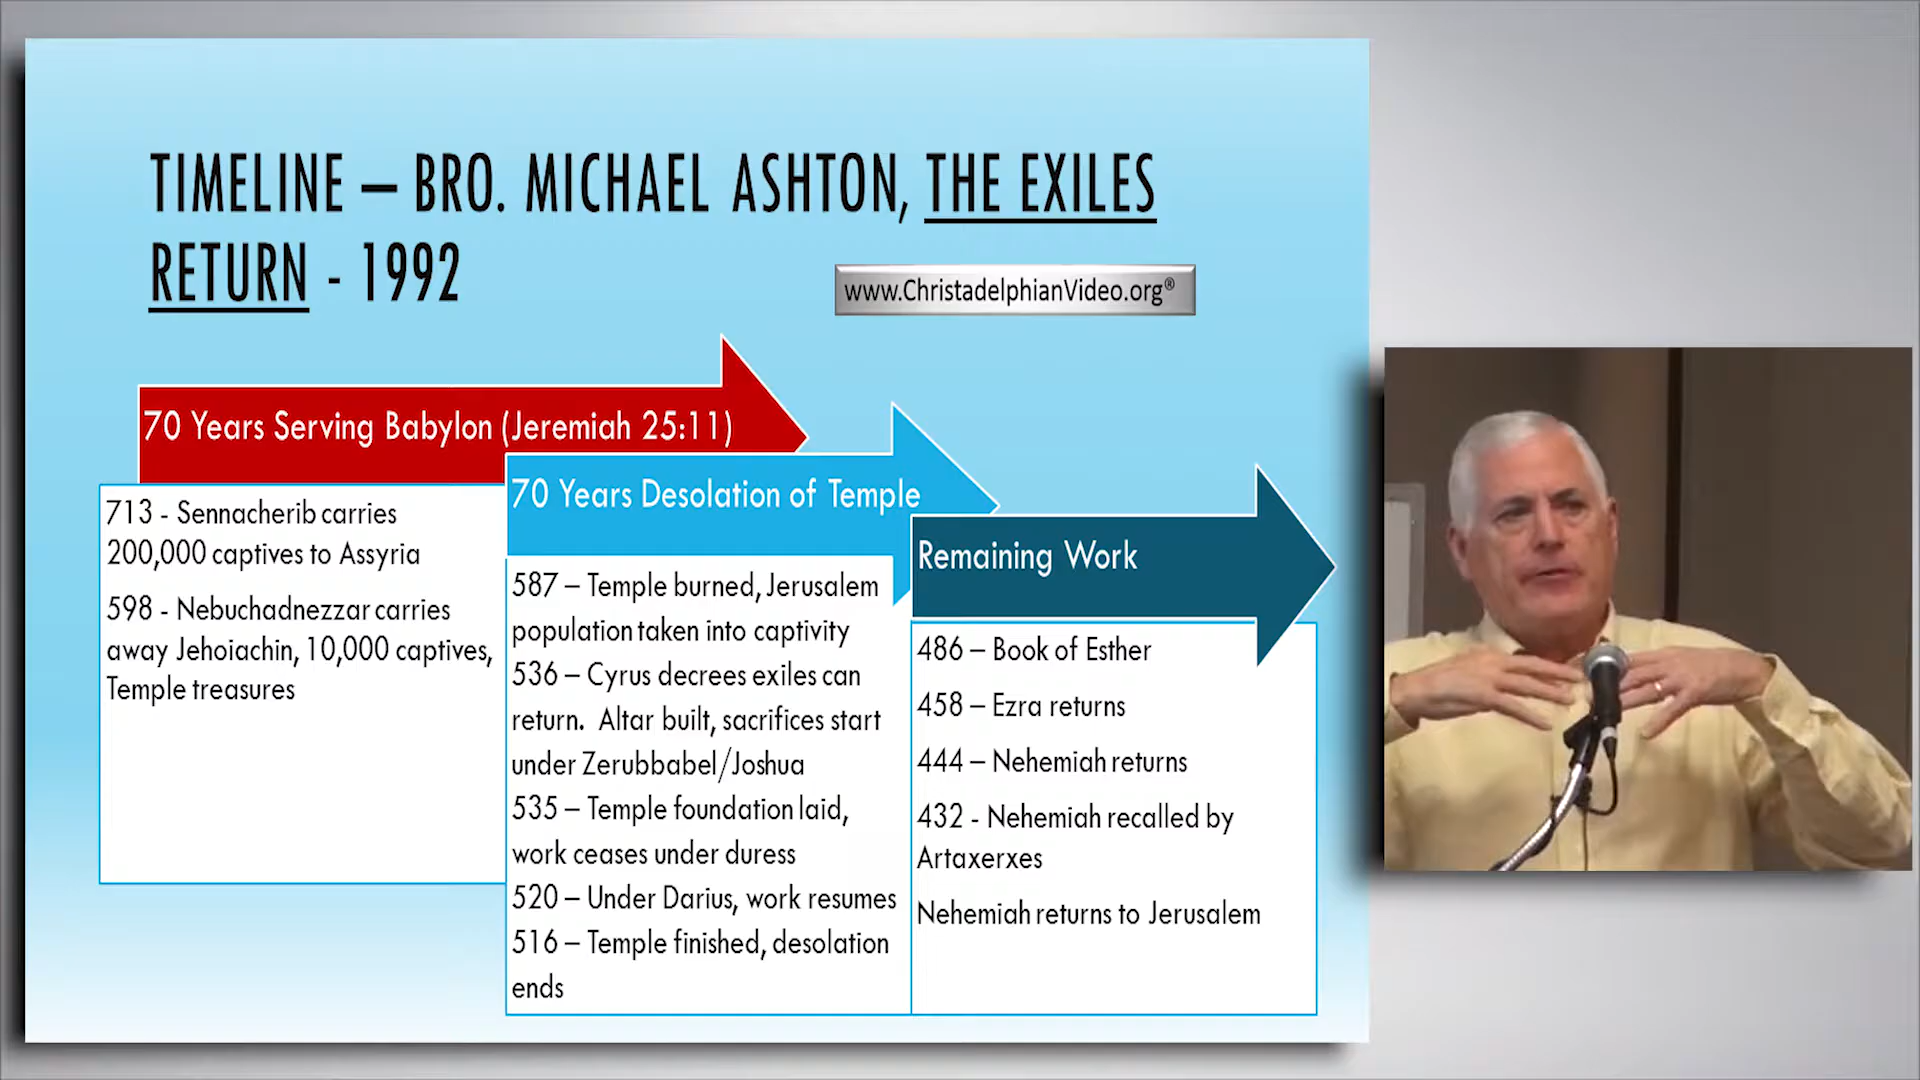 TIMELINE – BRO. MICHAEL ASHTON, THE EXILES
RETURN - 1992
www.ChristadelphianVideo.org®
70 Years Serving Babylon (Jeremiah 25:11)
713 - Sennacherib carries
200,000 captives to Assyria
598 - Nebuchadnezzar carries
away Jehoiachin, 10,000 captives,
Temple treasures
70 Years Desolation of Temple
587 – Temple burned, Jerusalem
population taken into captivity
536 – Cyrus decrees exiles can
return. Altar built, sacrifices start
under Zerubbabel/Joshua
535 – Temple foundation laid,
work ceases under duress
520 – Under Darius, work resumes
516 – Temple finished, desolation
ends
Remaining Work
486 – Book of Esther
458 – Ezra returns
444 – Nehemiah returns
432 - Nehemiah recalled by
Artaxerxes
Nehemiah returns to Jerusalem